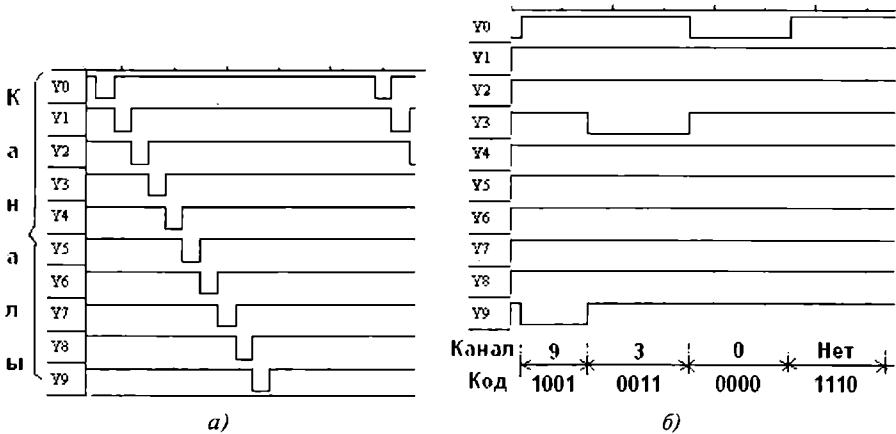 К
а
н
а
л
ы
Y0
Y1
Y2
Y3
Y4
Y5
Y6
Y7
Y8
Y9
а)
Y0
Y1
Y2
Y3
Y4
Y5
Y6
Y7
Y8
Y9
Канал 9 3 0 Нет
Код 1001 0011 0000 1110
б)